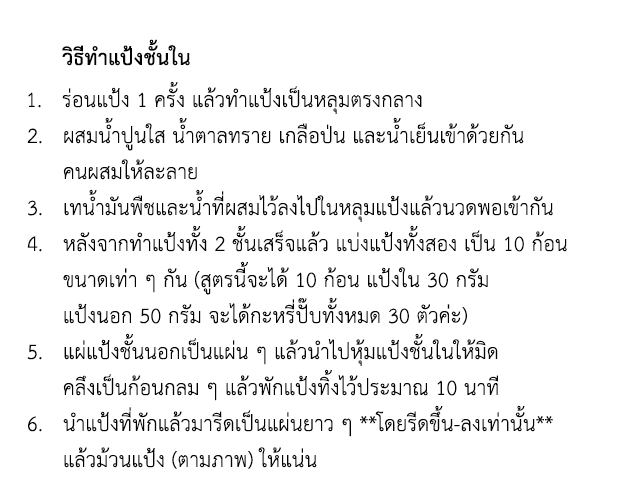 วิธีทำแป้งชั้นใน
1. ร่อนแป้ง 1 ครั้ง แล้วทำแป้งเป็นหลุมตรงกลาง
2. ผสมน้ำปูนใส น้ำตาลทราย เกลือป่น และน้ำเย็นเข้าด้วยกัน
คนผสมให้ละลาย
3. เทน้ำมันพืชและน้ำที่ผสมไว้ลงไปในหลุมแป้งแล้วนวดพอเข้ากัน
4. หลังจากทำแป้งทั้ง 2 ชั้นเสร็จแล้ว แบ่งแป้งทั้งสอง เป็น 10 ก้อน
ขนาดเท่า ๆ กัน (สูตรนี้จะได้ 10 ก้อน แป้งใน 30 กรัม
แป้งนอก 50 กรัม จะได้กะหรี่ปั๊บทั้งหมด 30 ตัวค่ะ)
5. แผ่แป้งชั้นนอกเป็นแผ่น ๆ แล้วนำไปหุ้มแป้งชั้นในให้มิด
คลึงเป็นก้อนกลม ๆ แล้วพักแป้งทิ้งไว้ประมาณ 10 นาที
6. นำแป้งที่พักแล้วมารีดเป็นแผ่นยาว ๆ **โดยรีดขึ้น-ลงเท่านั้น**
แล้วม้วนแป้ง (ตามภาพ) ให้แน่น